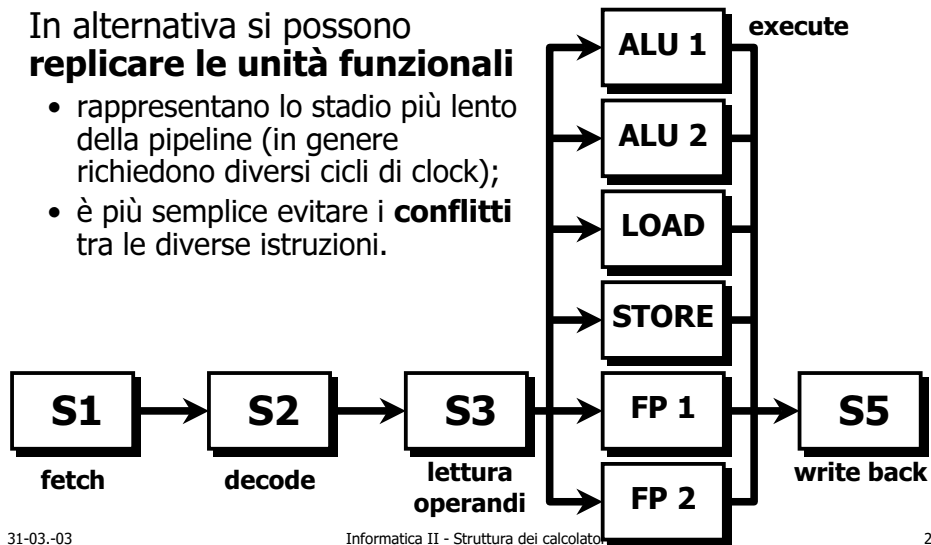 In alternativa si possono
replicare le unità funzionali
• rappresentano lo stadio più lento
della pipeline (in genere
richiedono diversi cicli di clock);
• è più semplice evitare i conflitti
tra le diverse istruzioni.
execute
ALU 1
ALU 2
LOAD
STORE
FP 1
FP 2
S1
S2
S3
S5
fetch
decode
lettura
operandi
write back
31-03.-03
Informatica II - Struttura dei calcolator
2